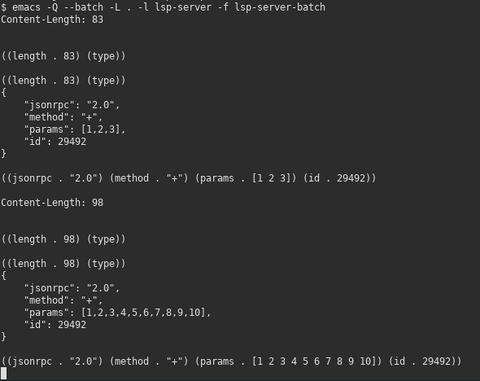 $ emacs -Q --batch -L . -l lsp-server -f lsp-server-batch
Content-Length: 83
((length . 83) (type))
((length . 83) (type))
{
    "jsonrpc": "2.0",
    "method": "+",
    "params": [1,2,3],
    "id": 29492
}
((jsonrpc . "2.0") (method . "+") (params . [1 2 3]) (id . 29492))
Content-Length: 98
((length . 98) (type))
((length . 98) (type))
{
    "jsonrpc": "2.0",
    "method": "+",
    "params": [1,2,3,4,5,6,7,8,9,10],
    "id": 29492
}
((jsonrpc . "2.0") (method . "+") (params . [1 2 3 4 5 6 7 8 9 10]) (id . 29492))